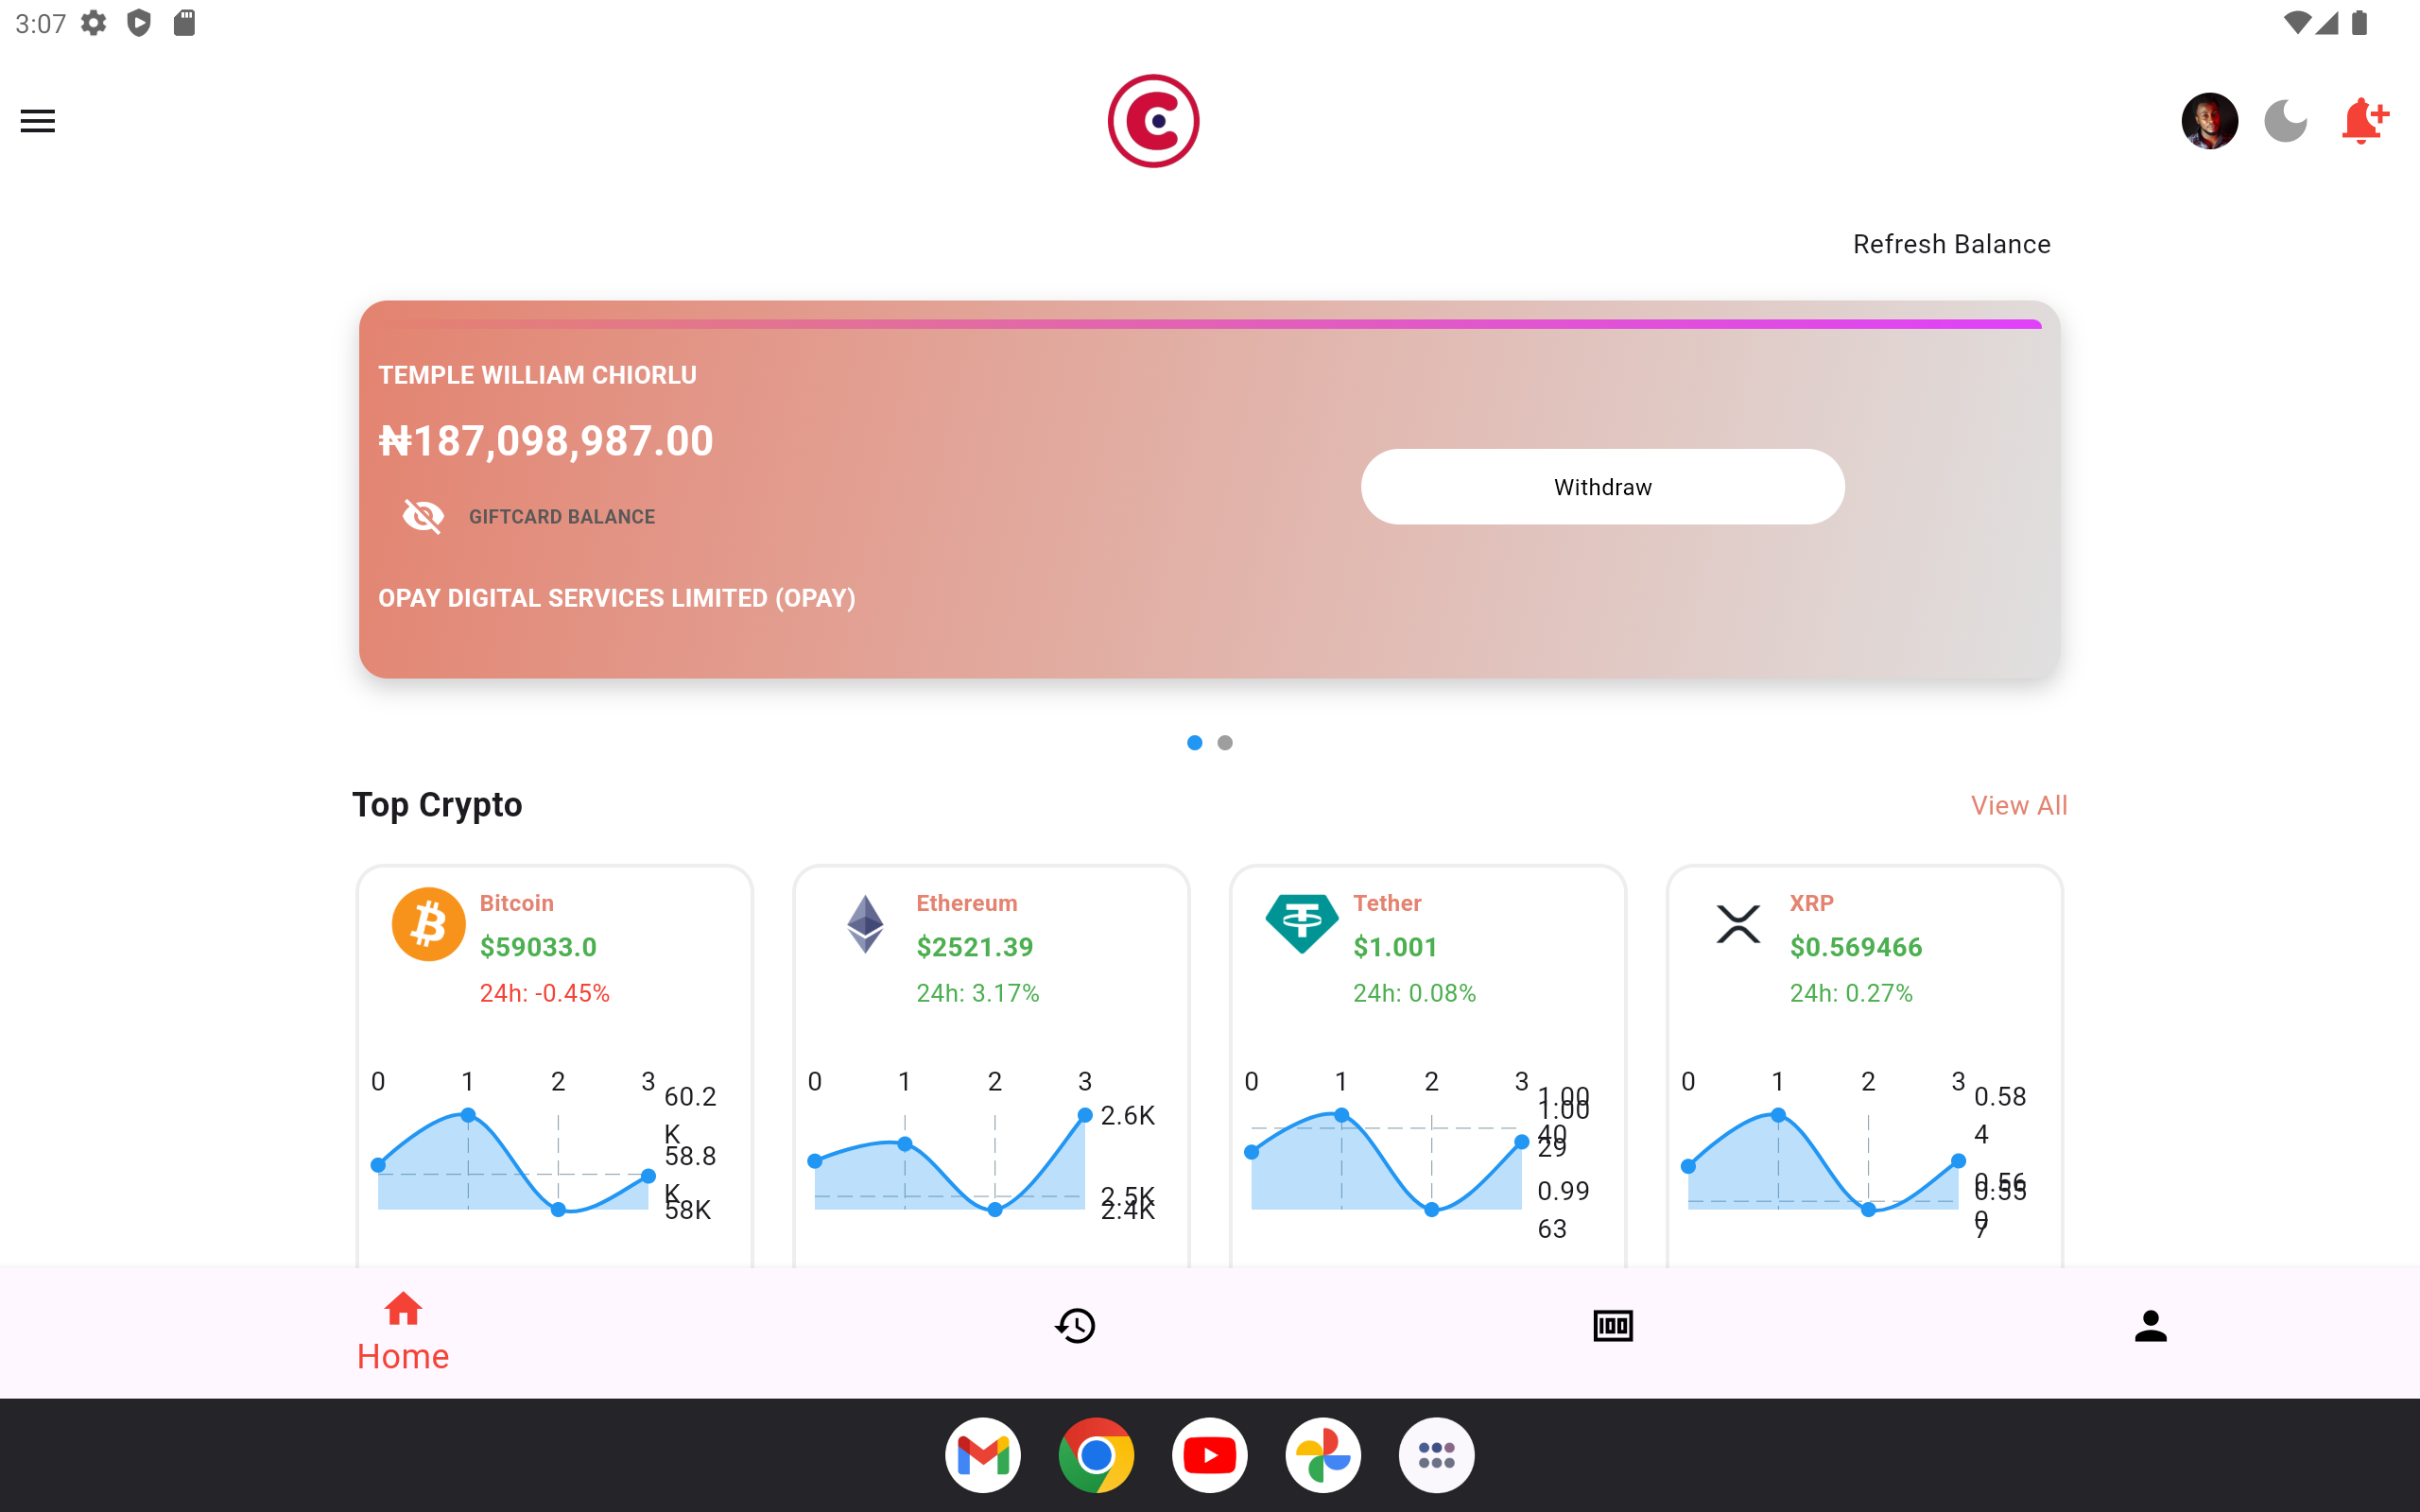 3:07
Refresh Balance
TEMPLE WILLIAM CHIORLU
₦187,098,987.00
GIFTCARD BALANCE
Withdraw
OPAY DIGITAL SERVICES LIMITED (OPAY)
Top Crypto
View All
Bitcoin
$59033.0
24h: -0.45%
0 1 2 3
60.2
K
58.8
K
58K
Ethereum
$2521.39
24h: 3.17%
0 1 2 3
2.6K
2.5K
2.4K
Tether
$1.001
24h: 0.08%
0 1 2 3
1.00
40
1.00
29
0.99
63
XRP
$0.569466
24h: 0.27%
0 1 2 3
0.58
4
0.56
0
0.55
7
Home